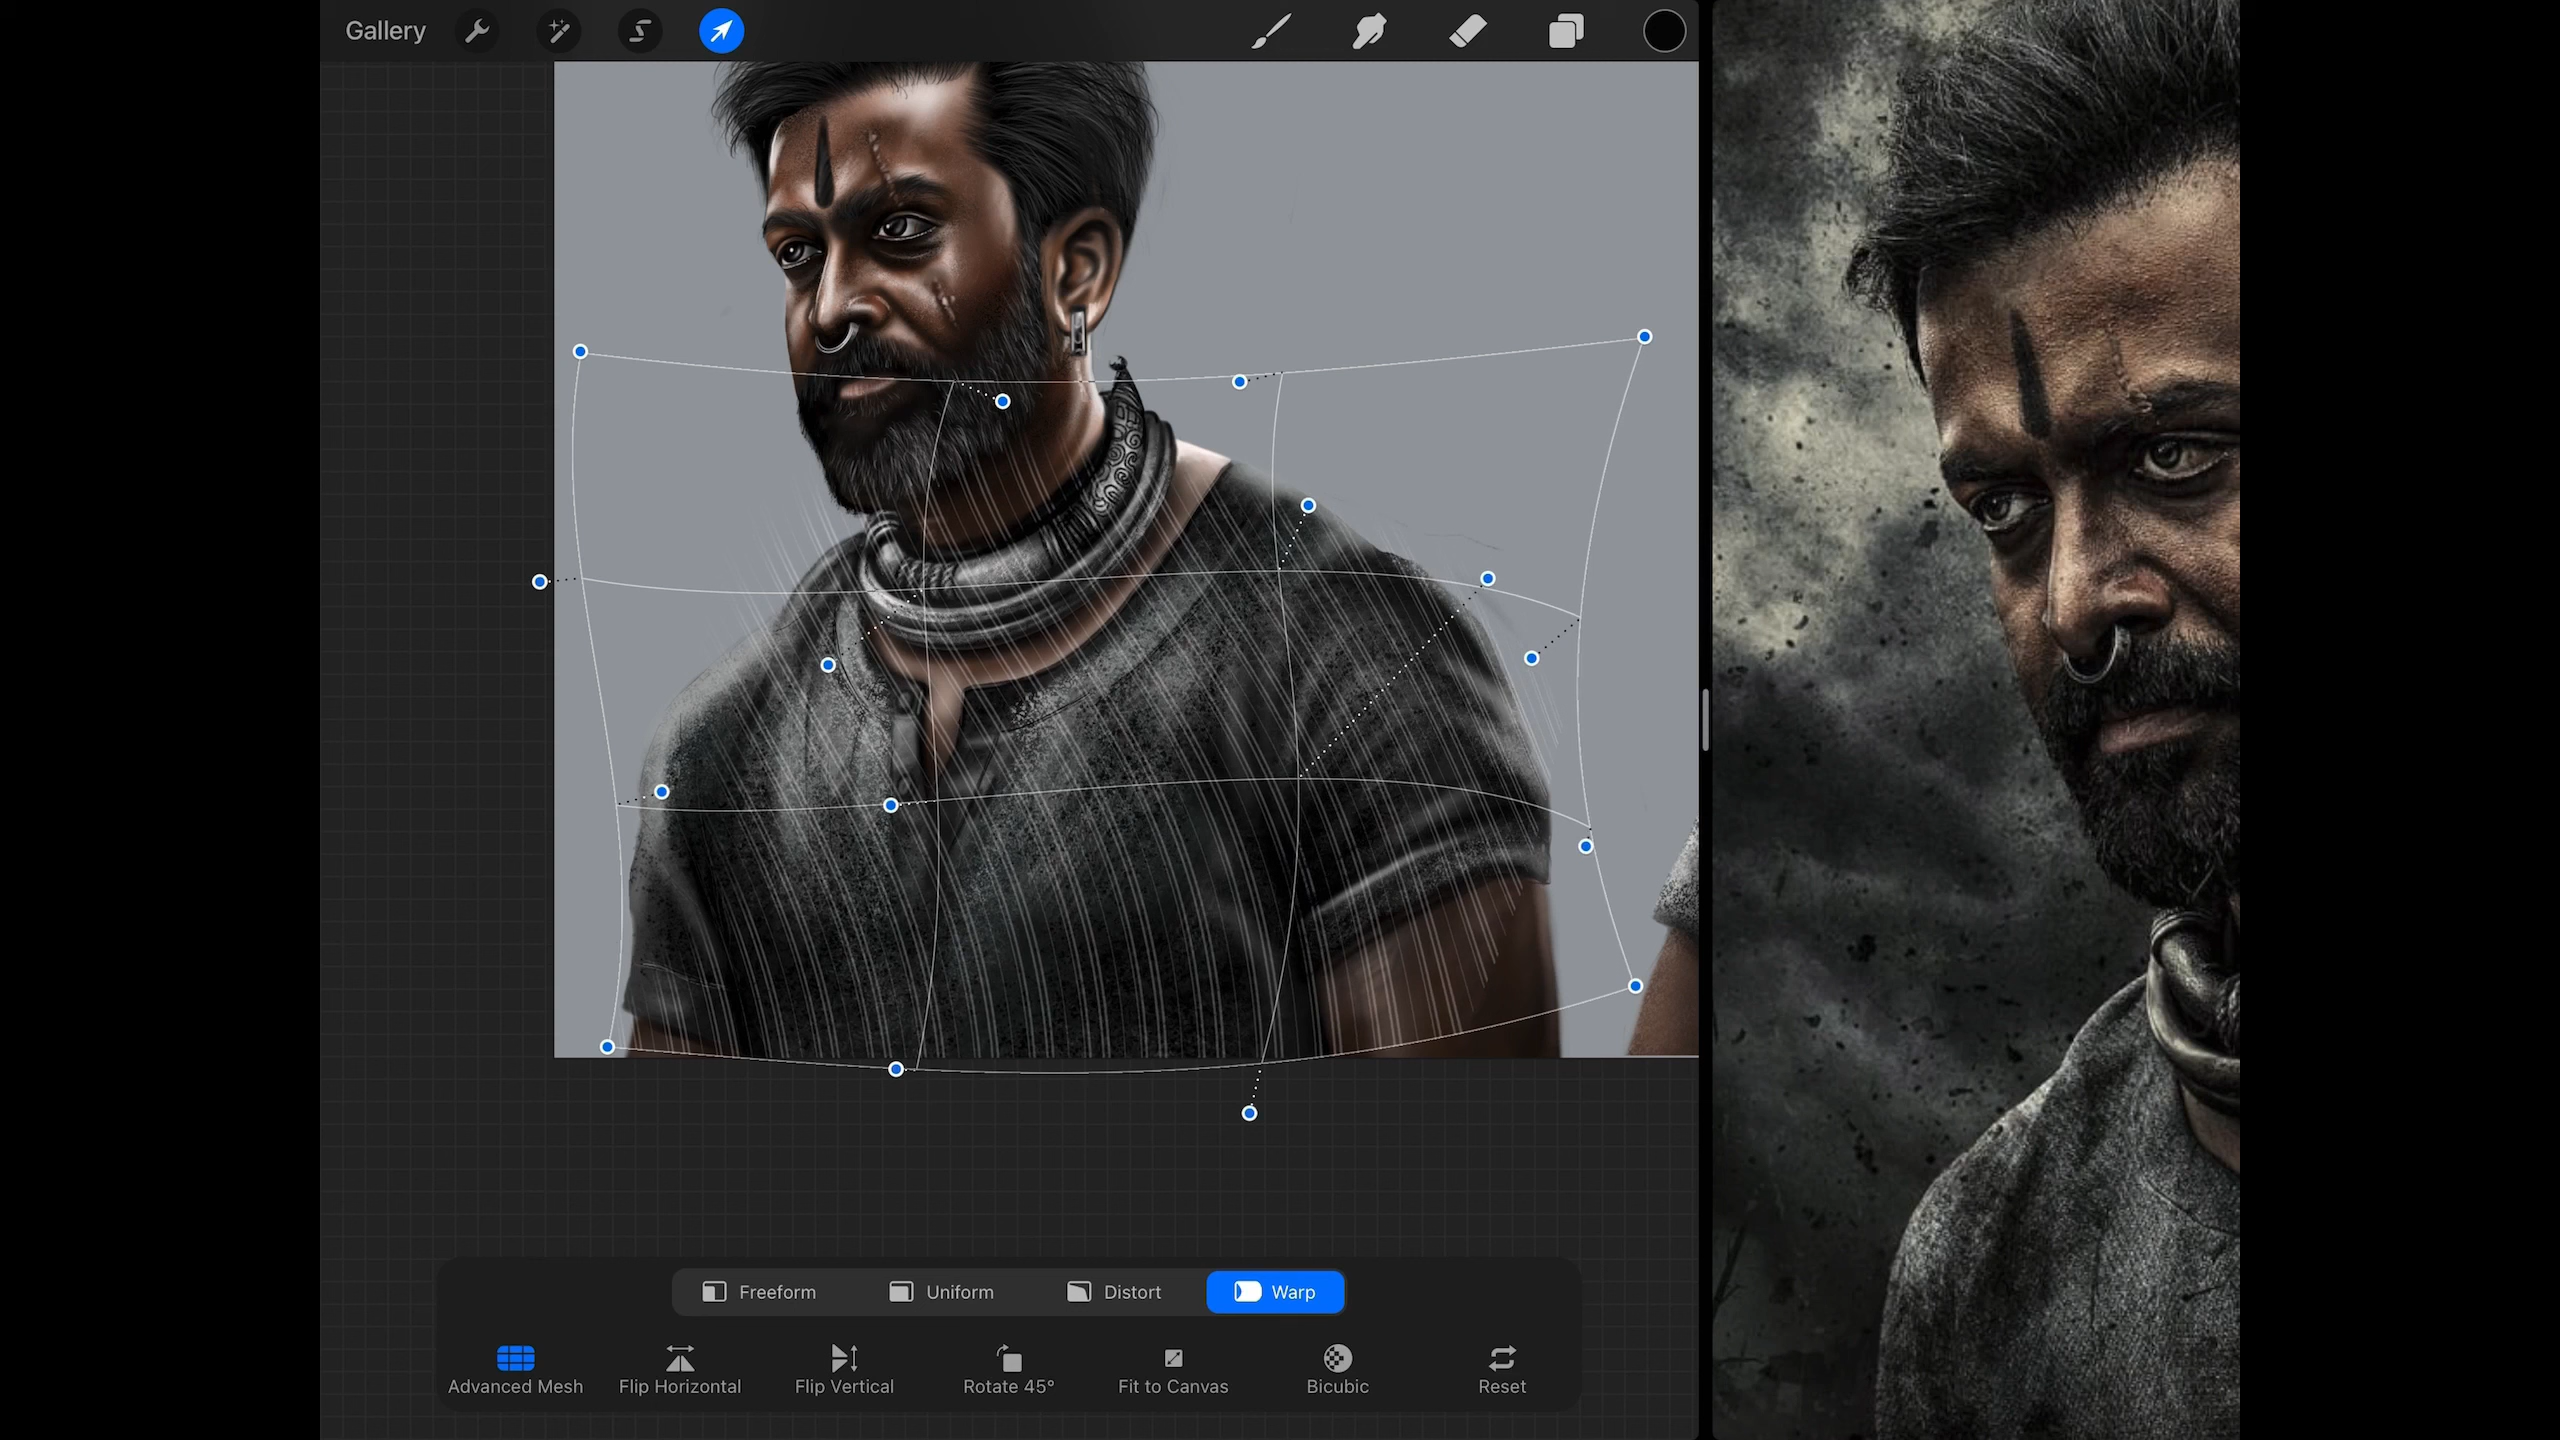 Gallery
Freeform Uniform Distort Warp
Advanced Mesh Flip Horizontal Flip Vertical Rotate 45° Fit to Canvas Bicubic Reset